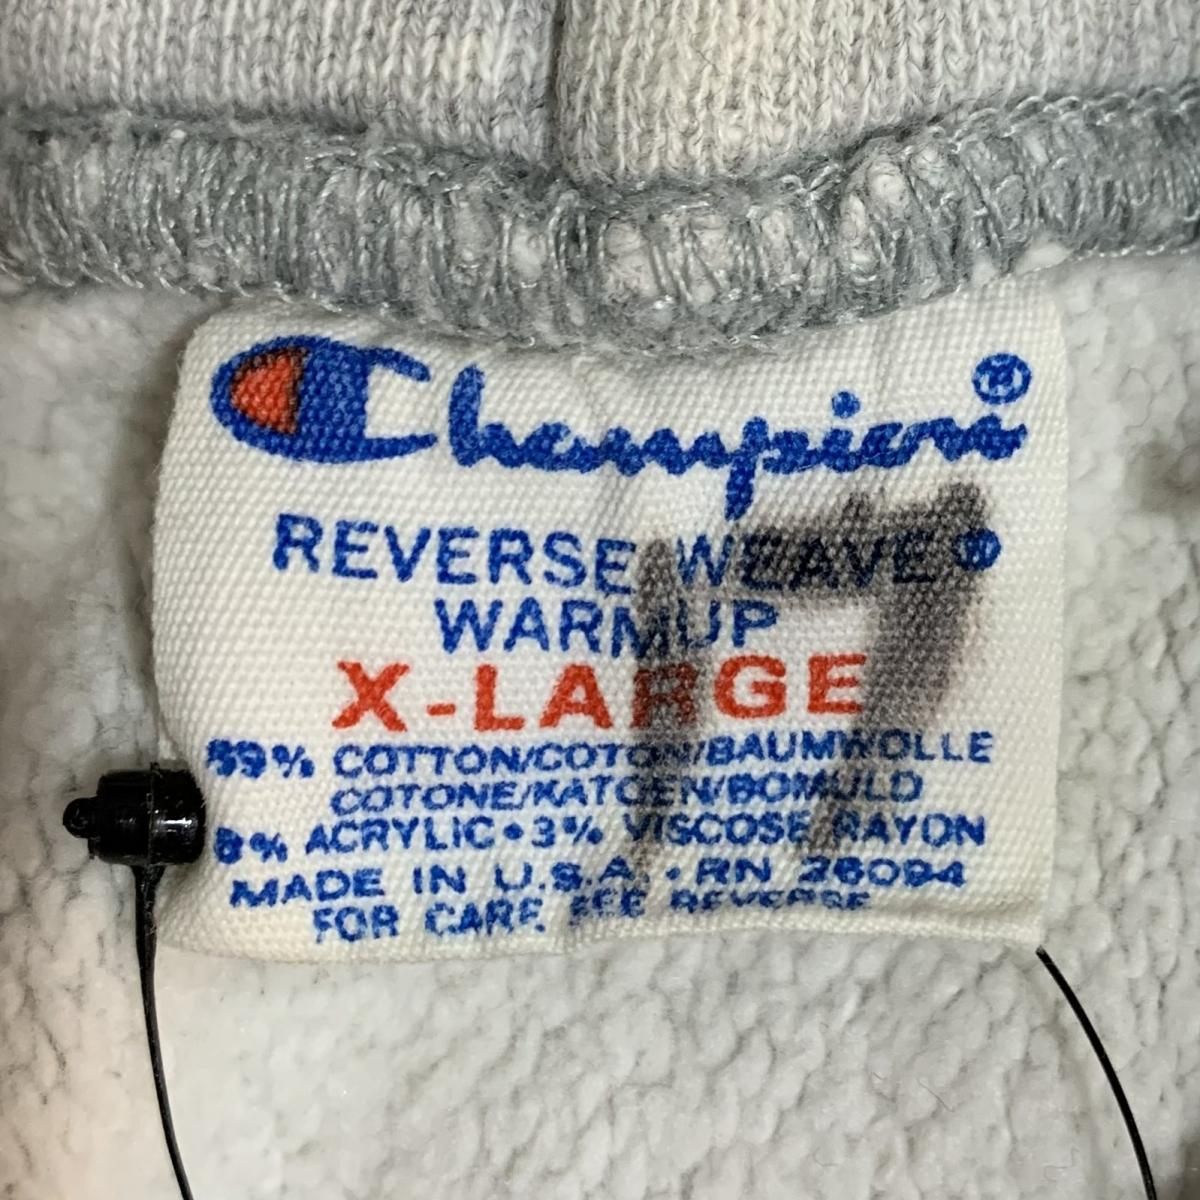 Champion®
REVERSE WEAVE®
WARMUP
X-LARGE
17
89% COTTON/COTON/BAUMWOLLE
COTONE/KATOEN/BOMULD
8% ACRYLIC • 3% VISCOSE RAYON
MADE IN U.S.A. • RN 26094
FOR CARE SEE REVERSE